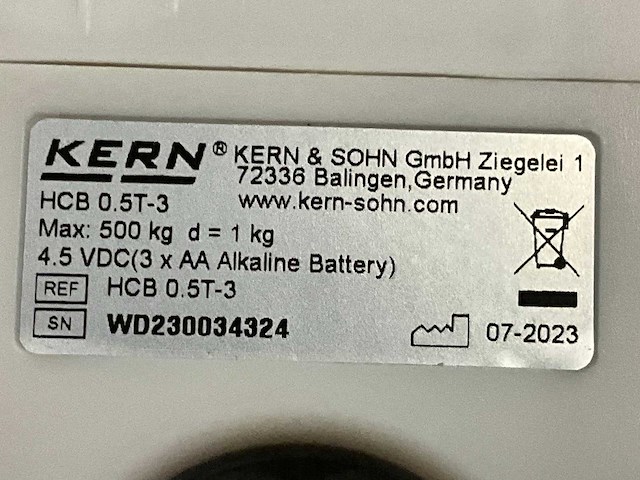 KERN® KERN & SOHN GmbH Ziegelei 1
72336 Balingen,Germany
HCB 0.5T-3 www.kern-sohn.com
Max: 500 kg d = 1 kg
4.5 VDC(3 x AA Alkaline Battery)
REF HCB 0.5T-3
SN WD230034324 07-2023